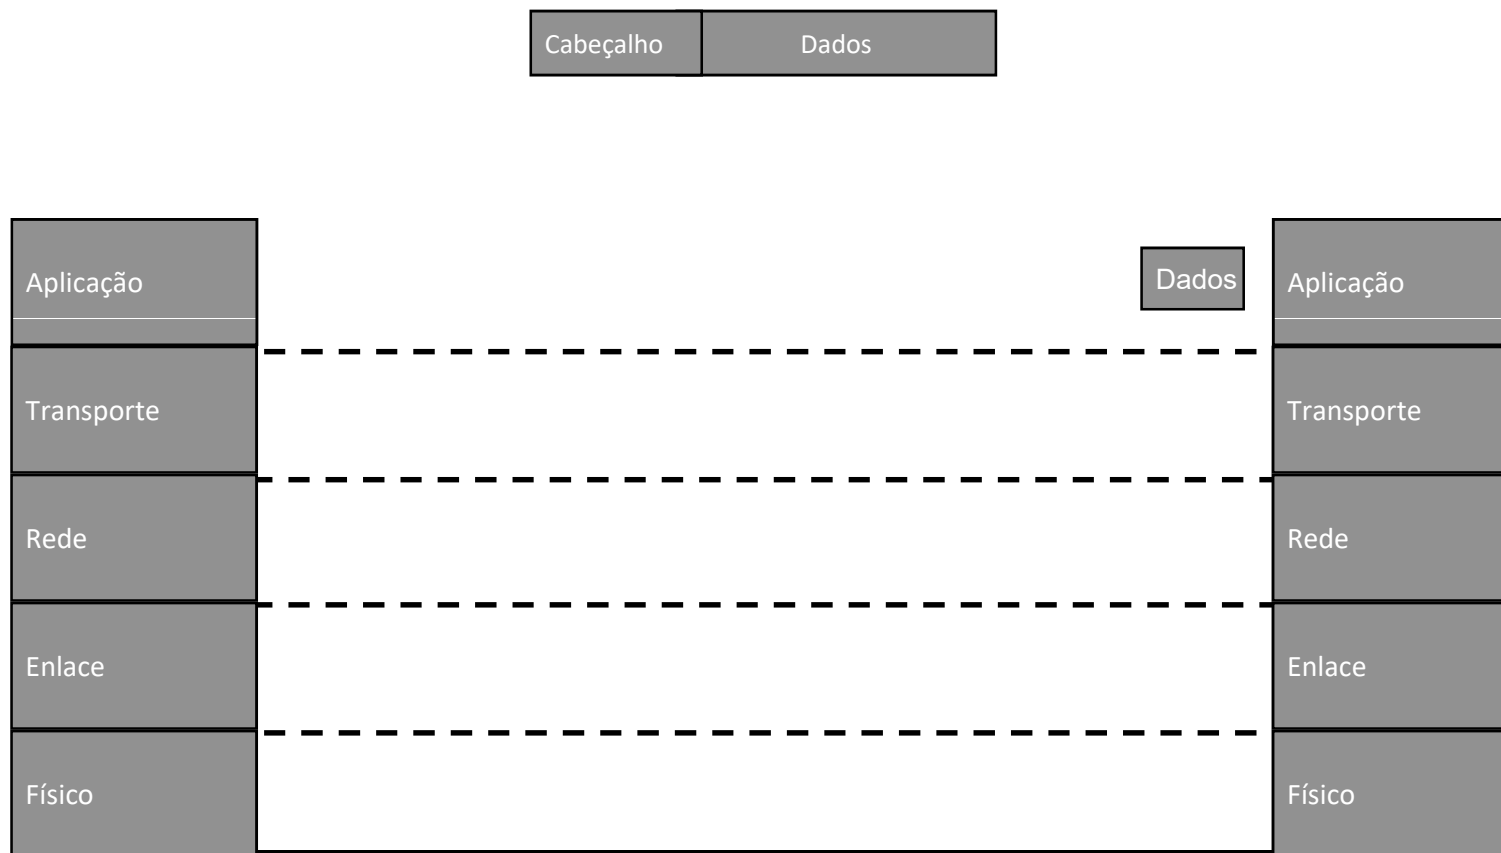 Cabeçalho Dados
Aplicação Dados Aplicação
Transporte Transporte
Rede Rede
Enlace Enlace
Físico Físico